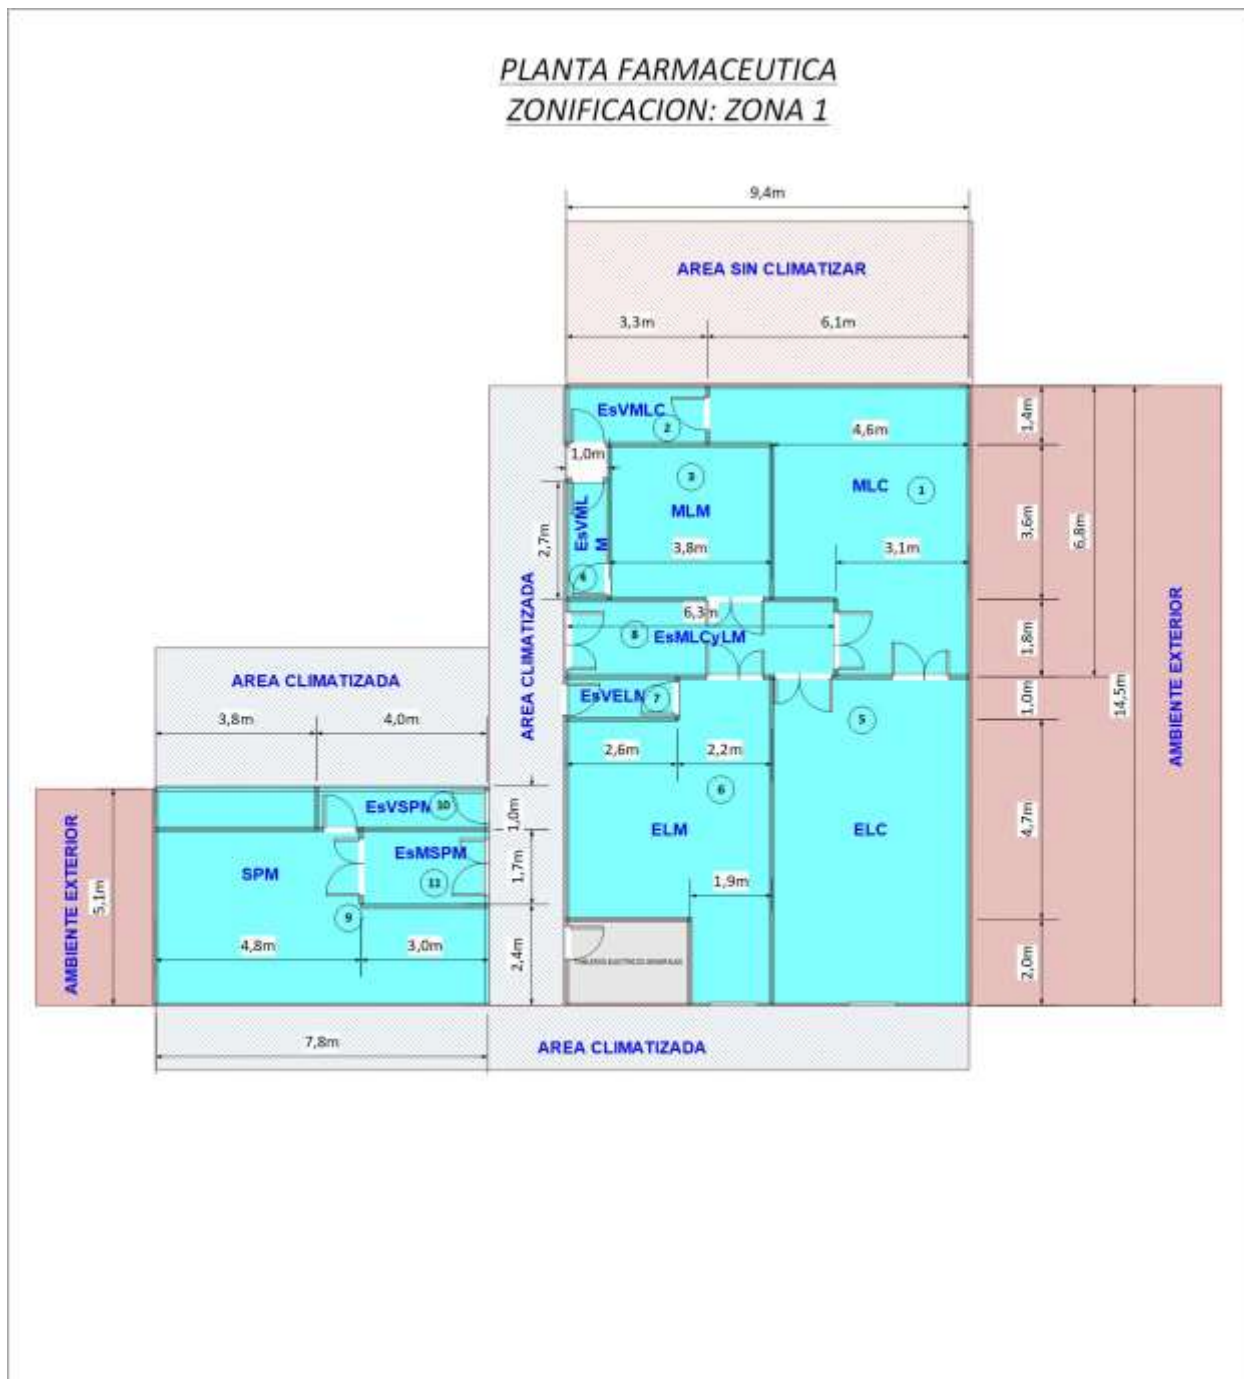 PLANTA FARMACEUTICA
ZONIFICACION: ZONA 1
9,4m
AREA SIN CLIMATIZAR
3,3m
6,1m
EsVMLC
2
4,6m
1,4m
1,0m
3
MLC
1
EsVML
M
MLM
3,6m
6,8m
2,7m
3,8m
3,1m
4
6,3m
8
EsMLCyLM
1,8m
AREA CLIMATIZADA
AREA CLIMATIZADA
EsVELM
7
1,0m
14,5m
AMBIENTE EXTERIOR
3,8m
4,0m
5
2,6m
2,2m
6
EsVSPM
10
1,0m
ELM
ELC
4,7m
AMBIENTE EXTERIOR
5,1m
EsMSPM
SPM
11
1,7m
1,9m
9
4,8m
3,0m
2,4m
TABLEROS ELECTRICOS GENERALES
2,0m
7,8m
AREA CLIMATIZADA